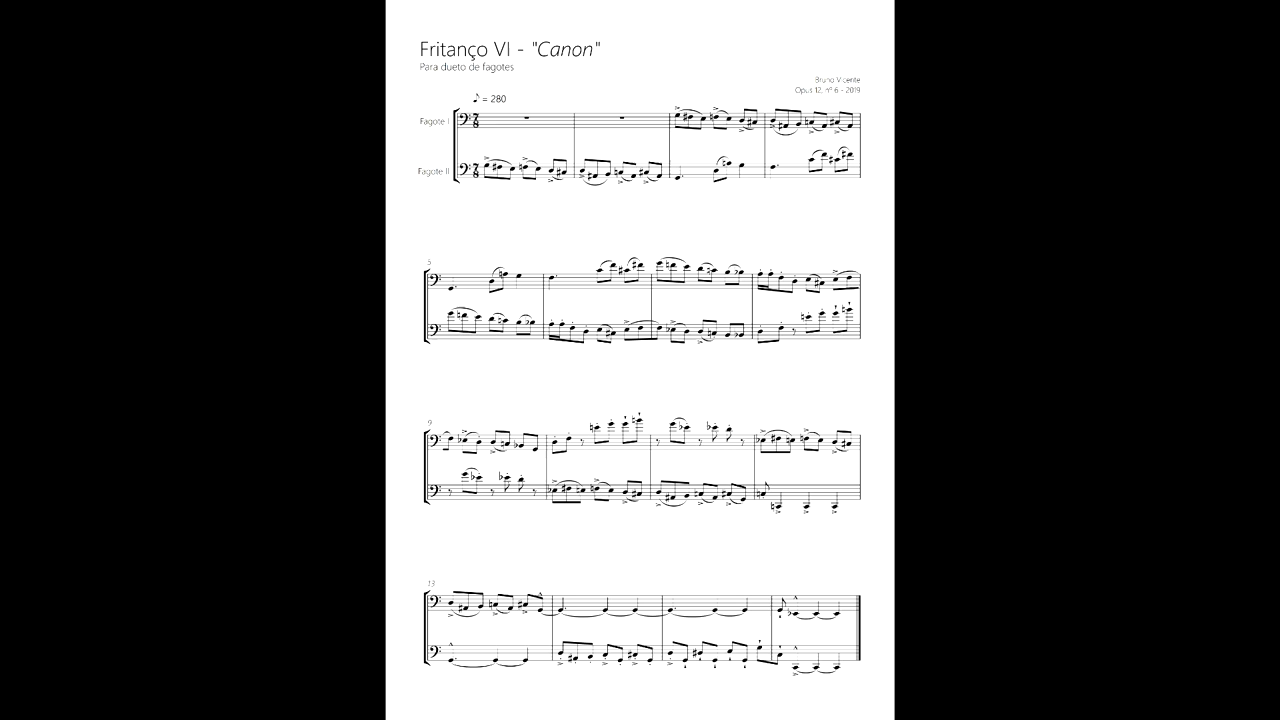 Fritanço VI - "Canon"
Para dueto de fagotes
Bruno Vicente
Opus 12, nº 6 - 2019
♪ = 280
Fagote I
Fagote II
5
9
13